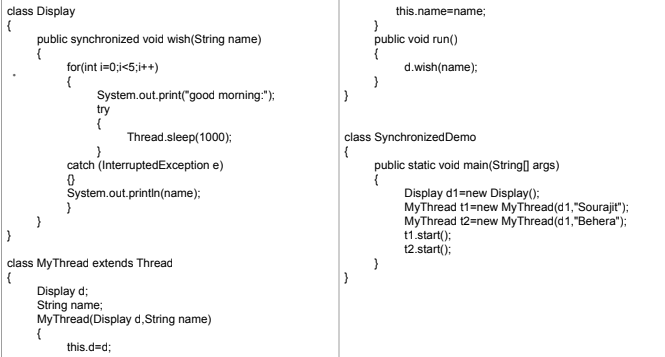 class Display
{
public synchronized void wish(String name)
{
for(int i=0;i<5;i++)
{
System.out.print("good morning:");
try
{
Thread.sleep(1000);
}
catch (InterruptedException e)
{}
System.out.println(name);
}
}
}
class MyThread extends Thread
{
Display d;
String name;
MyThread(Display d,String name)
{
this.d=d;
this.name=name;
}
public void run()
{
d.wish(name);
}
}
class SynchronizedDemo
{
public static void main(String[] args)
{
Display d1=new Display();
MyThread t1=new MyThread(d1,"Sourajit");
MyThread t2=new MyThread(d1,"Behera");
t1.start();
t2.start();
}
}